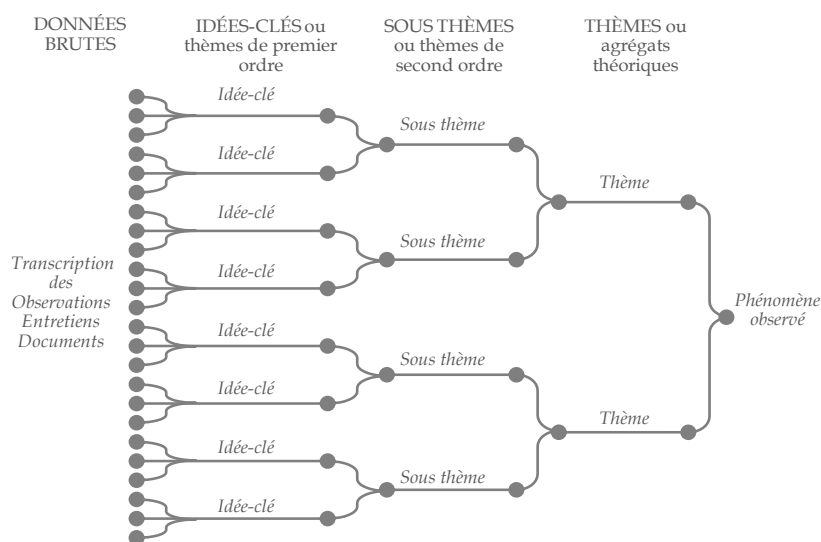 DONNÉES
BRUTES
IDÉES-CLÉS ou
thèmes de premier
ordre
SOUS THÈMES
ou thèmes de
second ordre
THÈMES ou
agrégats
théoriques
Idée-clé
Idée-clé
Idée-clé
Idée-clé
Idée-clé
Idée-clé
Idée-clé
Idée-clé
Sous thème
Sous thème
Sous thème
Sous thème
Thème
Thème
Transcription
des
Observations
Entretiens
Documents
Phénomène
observé